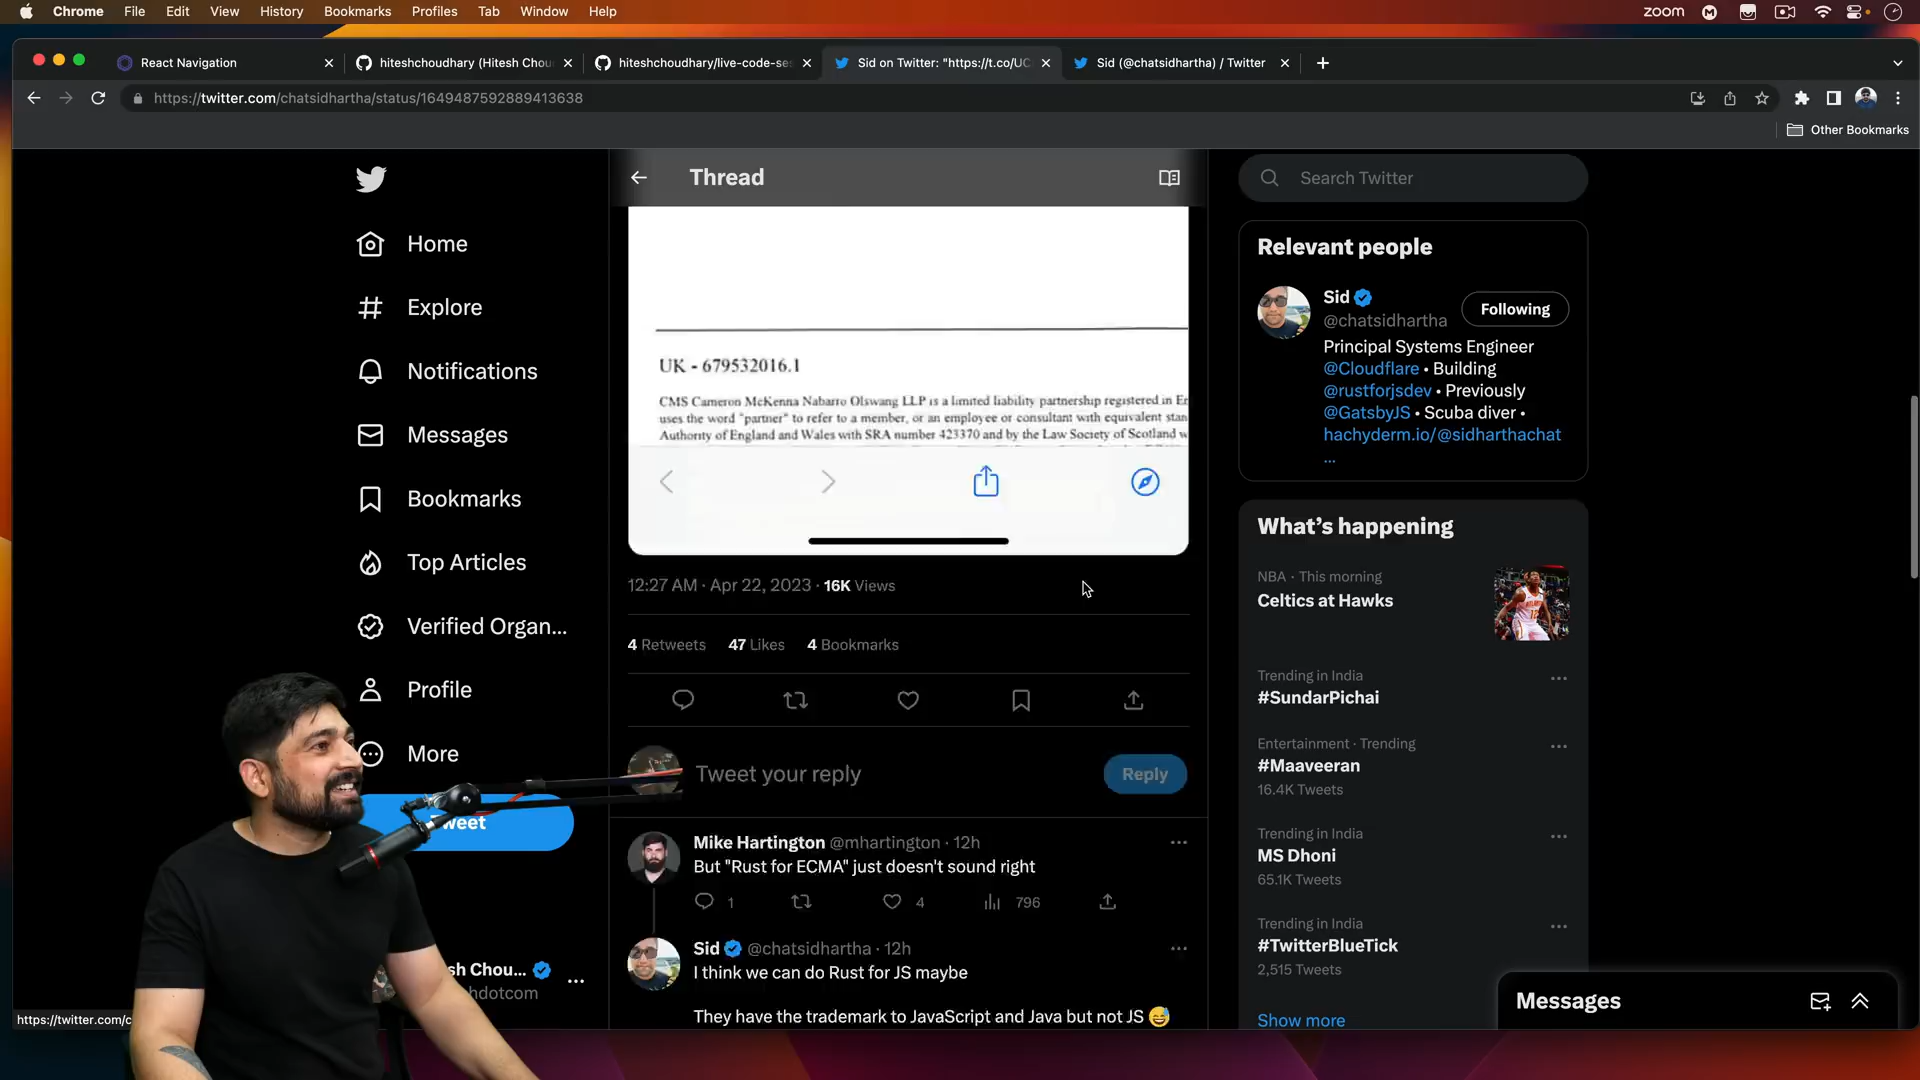 Chrome File Edit View History Bookmarks Profiles Tab Window Help
zoom
React Navigation
hiteshchoudhary (Hitesh Chou
hiteshchoudhary/live-code-ses
Sid on Twitter: "https://t.co/UC
Sid (@chatsidhartha) / Twitter
https://twitter.com/chatsidhartha/status/1649487592889413638
Other Bookmarks
Home
Explore
Notifications
Messages
Bookmarks
Top Articles
Verified Organ...
Profile
More
Tweet
sh Chou...
hdotcom
https://twitter.com/c
Thread
UK - 679532016.1
CMS Cameron McKenna Nabarro Olswang LLP is a limited liability partnership registered in En
uses the word "partner" to refer to a member, or an employee or consultant with equivalent stan
Authority of England and Wales with SRA number 423370 and by the Law Society of Scotland w
12:27 AM · Apr 22, 2023 · 16K Views
4 Retweets 47 Likes 4 Bookmarks
Tweet your reply
Reply
Mike Hartington @mhartington · 12h
But "Rust for ECMA" just doesn't sound right
1 4 796
Sid @chatsidhartha · 12h
I think we can do Rust for JS maybe
They have the trademark to JavaScript and Java but not JS 😅
Search Twitter
Relevant people
Sid
@chatsidhartha
Following
Principal Systems Engineer
@Cloudflare • Building
@rustforjsdev • Previously
@GatsbyJS • Scuba diver •
hachyderm.io/@sidharthachat
...
What's happening
NBA · This morning
Celtics at Hawks
Trending in India
#SundarPichai
Entertainment · Trending
#Maaveeran
16.4K Tweets
Trending in India
MS Dhoni
65.1K Tweets
Trending in India
#TwitterBlueTick
2,515 Tweets
Show more
Messages